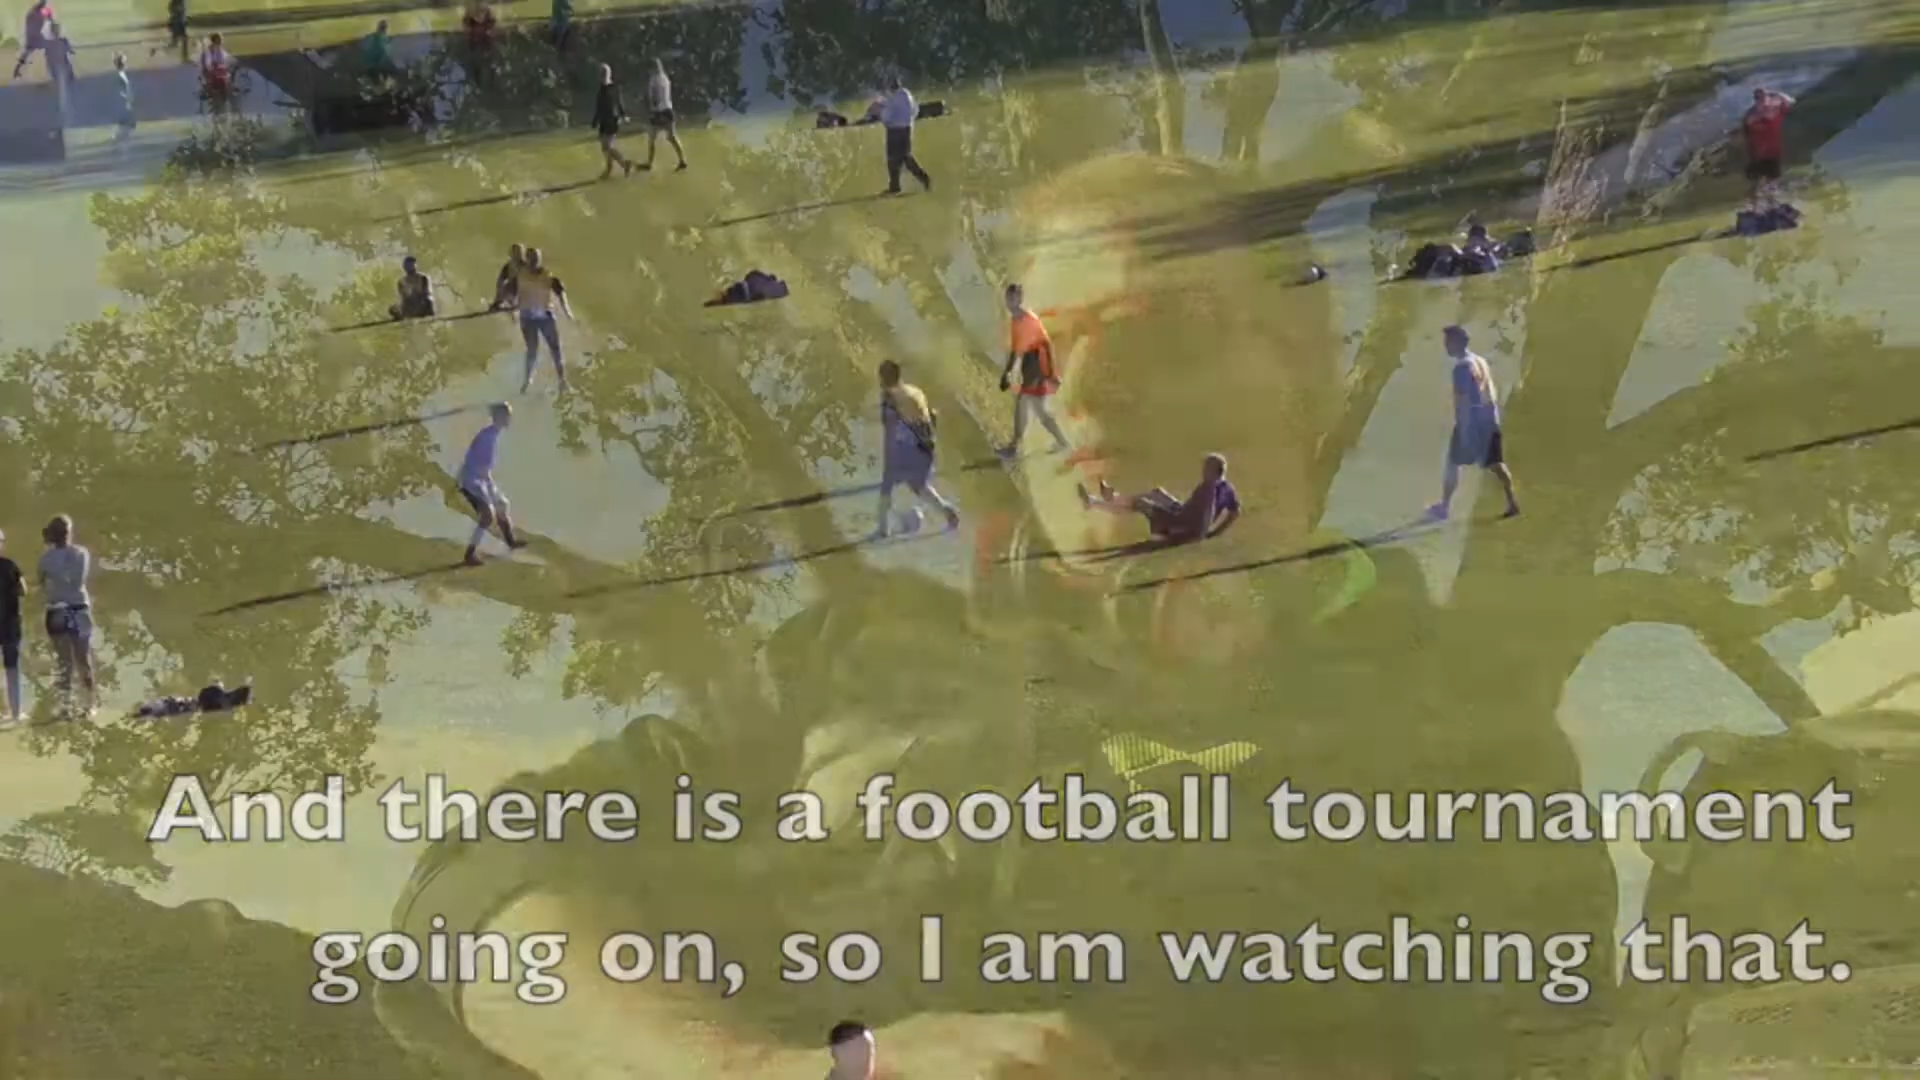 And there is a football tournament
going on, so I am watching that.